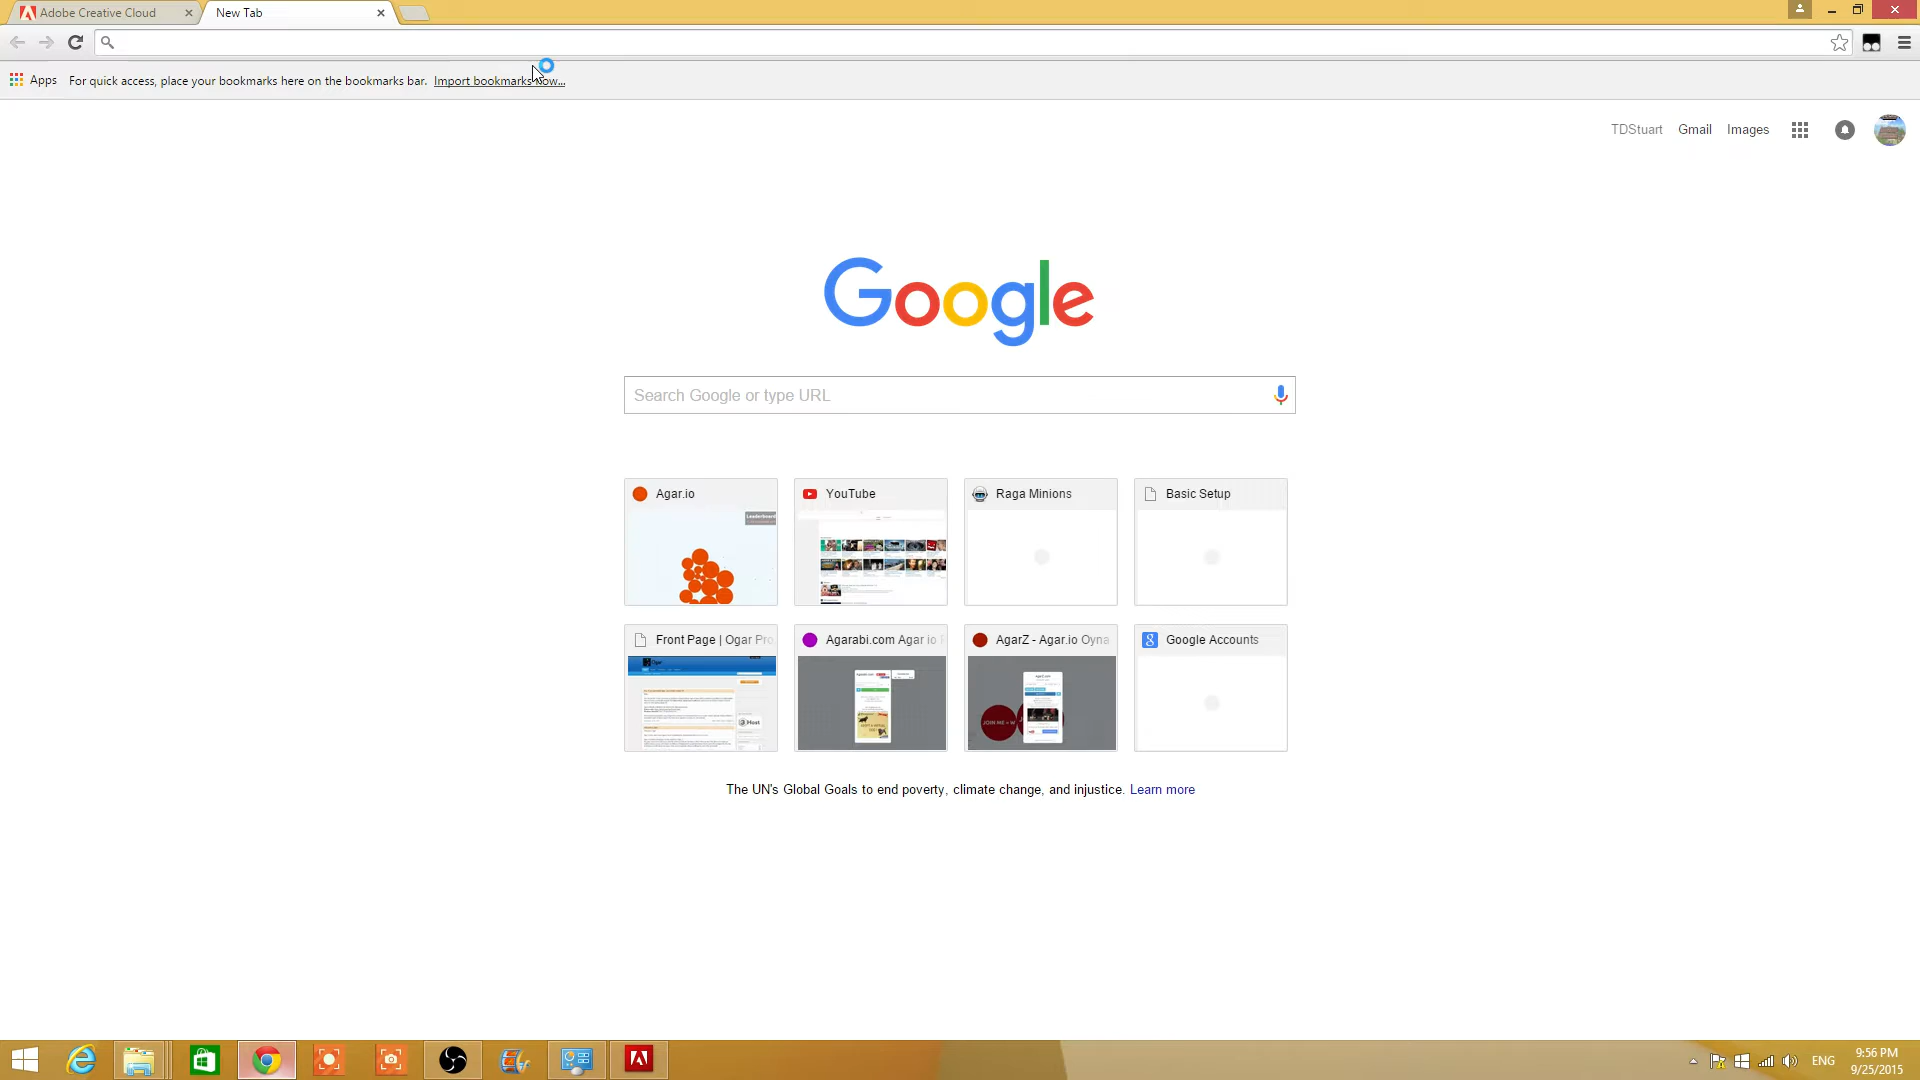 Adobe Creative Cloud
New Tab
Apps
For quick access, place your bookmarks here on the bookmarks bar. Import bookmarks now...
TDStuart Gmail Images
Google
Search Google or type URL
Agar.io
YouTube
Raga Minions
Basic Setup
Leaderboard
Front Page | Ogar Pro
Agarabi.com Agar io
AgarZ - Agar.io Oyna
Google Accounts
The UN's Global Goals to end poverty, climate change, and injustice. Learn more
ENG
9:56 PM
9/25/2015